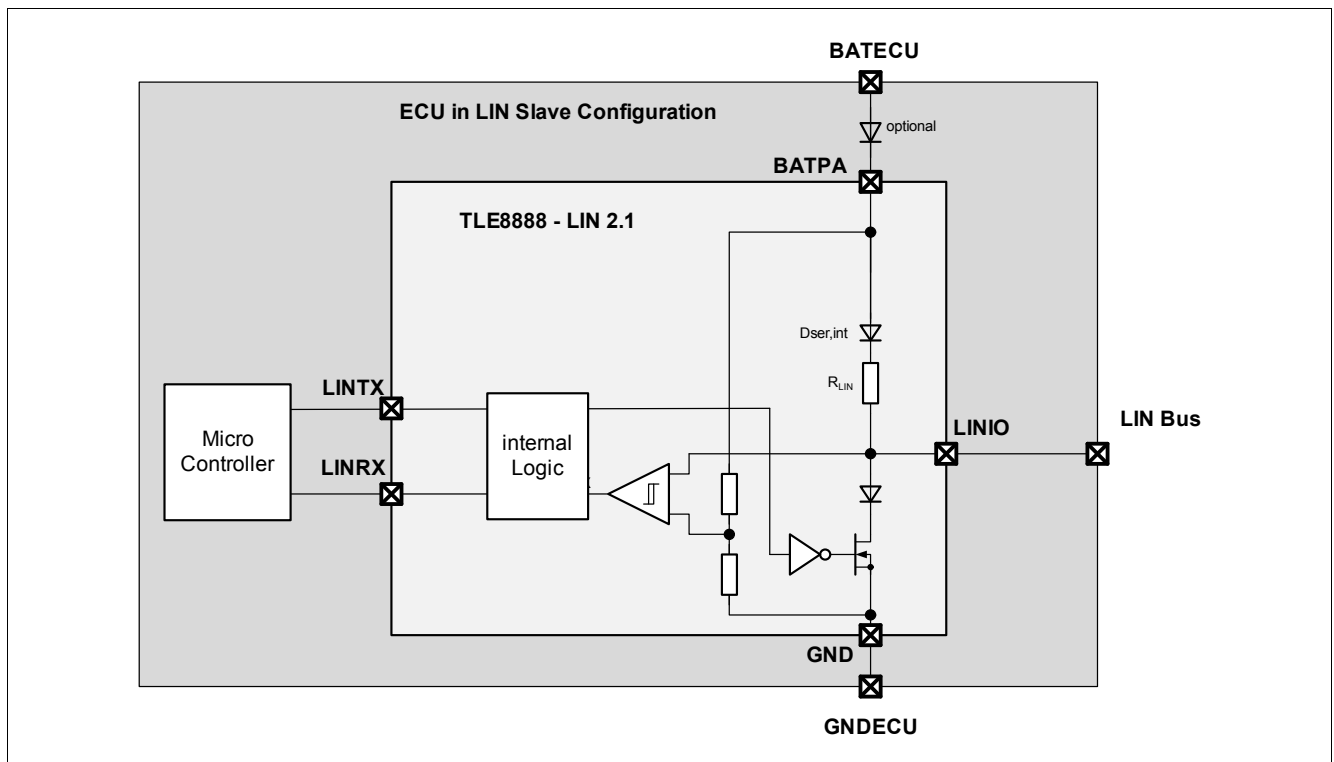 BATECU
ECU in LIN Slave Configuration
optional
BATPA
TLE8888 - LIN 2.1
Dser,int
RLIN
LINTX
LINIO
LIN Bus
Micro
Controller
internal
Logic
LINRX
GND
GNDECU